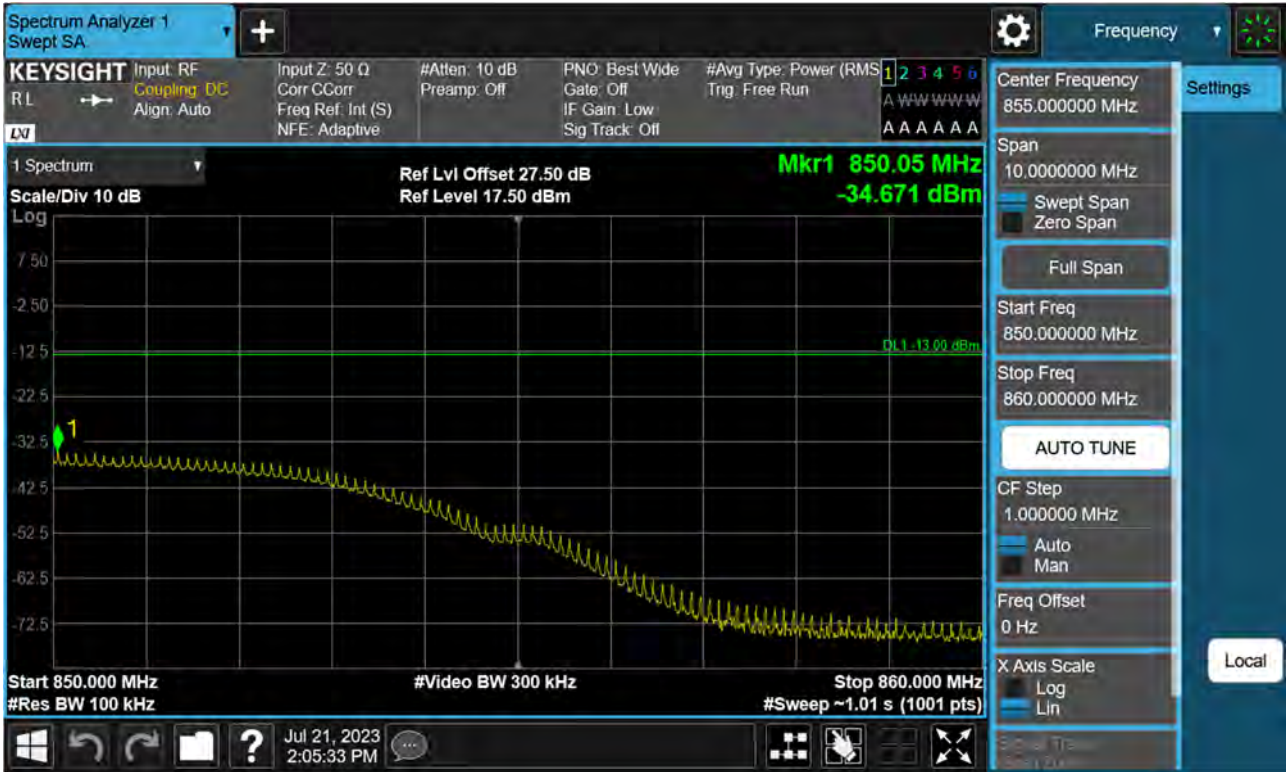 Spectrum Analyzer 1
Swept SA
+
Frequency
KEYSIGHT
R L
LXI
Input: RF
Coupling: DC
Align: Auto
Input Z: 50 Ω
Corr CCorr
Freq Ref: Int (S)
NFE: Adaptive
#Atten: 10 dB
Preamp: Off
PNO: Best Wide
Gate: Off
IF Gain: Low
Sig Track: Off
#Avg Type: Power (RMS
Trig: Free Run
1 2 3 4 5 6
A W W W W W
A A A A A A
1 Spectrum
Scale/Div 10 dB
Ref Lvl Offset 27.50 dB
Ref Level 17.50 dBm
Mkr1 850.05 MHz
-34.671 dBm
Log
7.50
-2.50
-12.5
-22.5
-32.5
-42.5
-52.5
-62.5
-72.5
DL1 -13.00 dBm
1
Start 850.000 MHz
#Res BW 100 kHz
#Video BW 300 kHz
Stop 860.000 MHz
#Sweep ~1.01 s (1001 pts)
Center Frequency
855.000000 MHz
Settings
Span
10.0000000 MHz
Swept Span
Zero Span
Full Span
Start Freq
850.000000 MHz
Stop Freq
860.000000 MHz
AUTO TUNE
CF Step
1.000000 MHz
Auto
Man
Freq Offset
0 Hz
X Axis Scale
Log
Lin
Local
?
Jul 21, 2023
2:05:33 PM